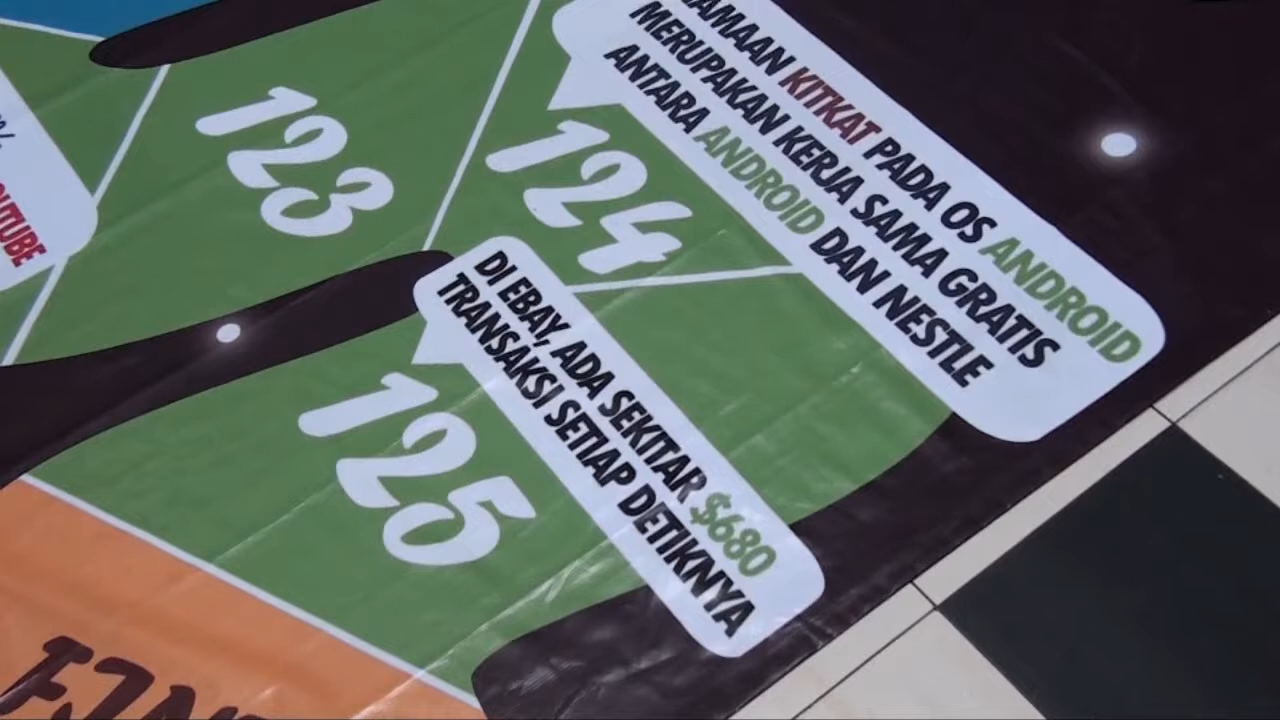 123
124
KITKAT PADA OS ANDROID
MERUPAKAN KERJA SAMA GRATIS
ANTARA ANDROID DAN NESTLE
125
DI EBAY, ADA SEKITAR $680
TRANSAKSI SETIAP DETIKNYA